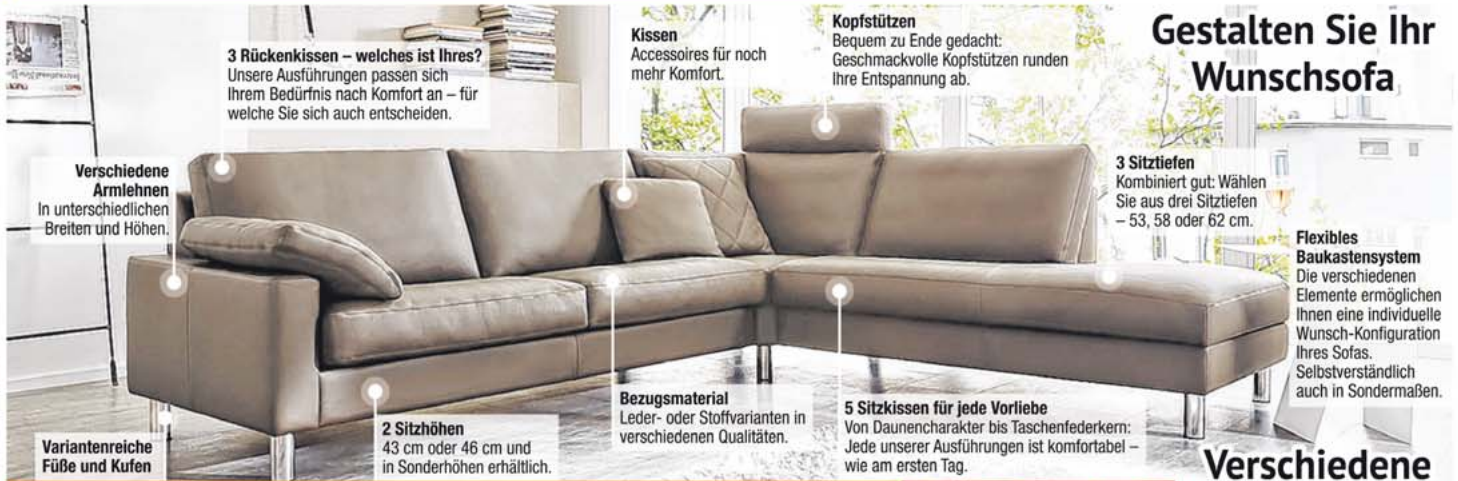 Gestalten Sie Ihr
Wunschsofa
3 Rückenkissen – welches ist Ihres?
Unsere Ausführungen passen sich
Ihrem Bedürfnis nach Komfort an – für
welche Sie sich auch entscheiden.
Kissen
Accessoires für noch
mehr Komfort.
Kopfstützen
Bequem zu Ende gedacht:
Geschmackvolle Kopfstützen runden
Ihre Entspannung ab.
Verschiedene
Armlehnen
In unterschiedlichen
Breiten und Höhen.
3 Sitztiefen
Kombiniert gut: Wählen
Sie aus drei Sitztiefen
– 53, 58 oder 62 cm.
Flexibles
Baukastensystem
Die verschiedenen
Elemente ermöglichen
Ihnen eine individuelle
Wunsch-Konfiguration
Ihres Sofas.
Selbstverständlich
auch in Sondermaßen.
Variantenreiche
Füße und Kufen
2 Sitzhöhen
43 cm oder 46 cm und
in Sonderhöhen erhältlich.
Bezugsmaterial
Leder- oder Stoffvarianten in
verschiedenen Qualitäten.
5 Sitzkissen für jede Vorliebe
Von Daunencharakter bis Taschenfederkern:
Jede unserer Ausführungen ist komfortabel –
wie am ersten Tag.
Verschiedene